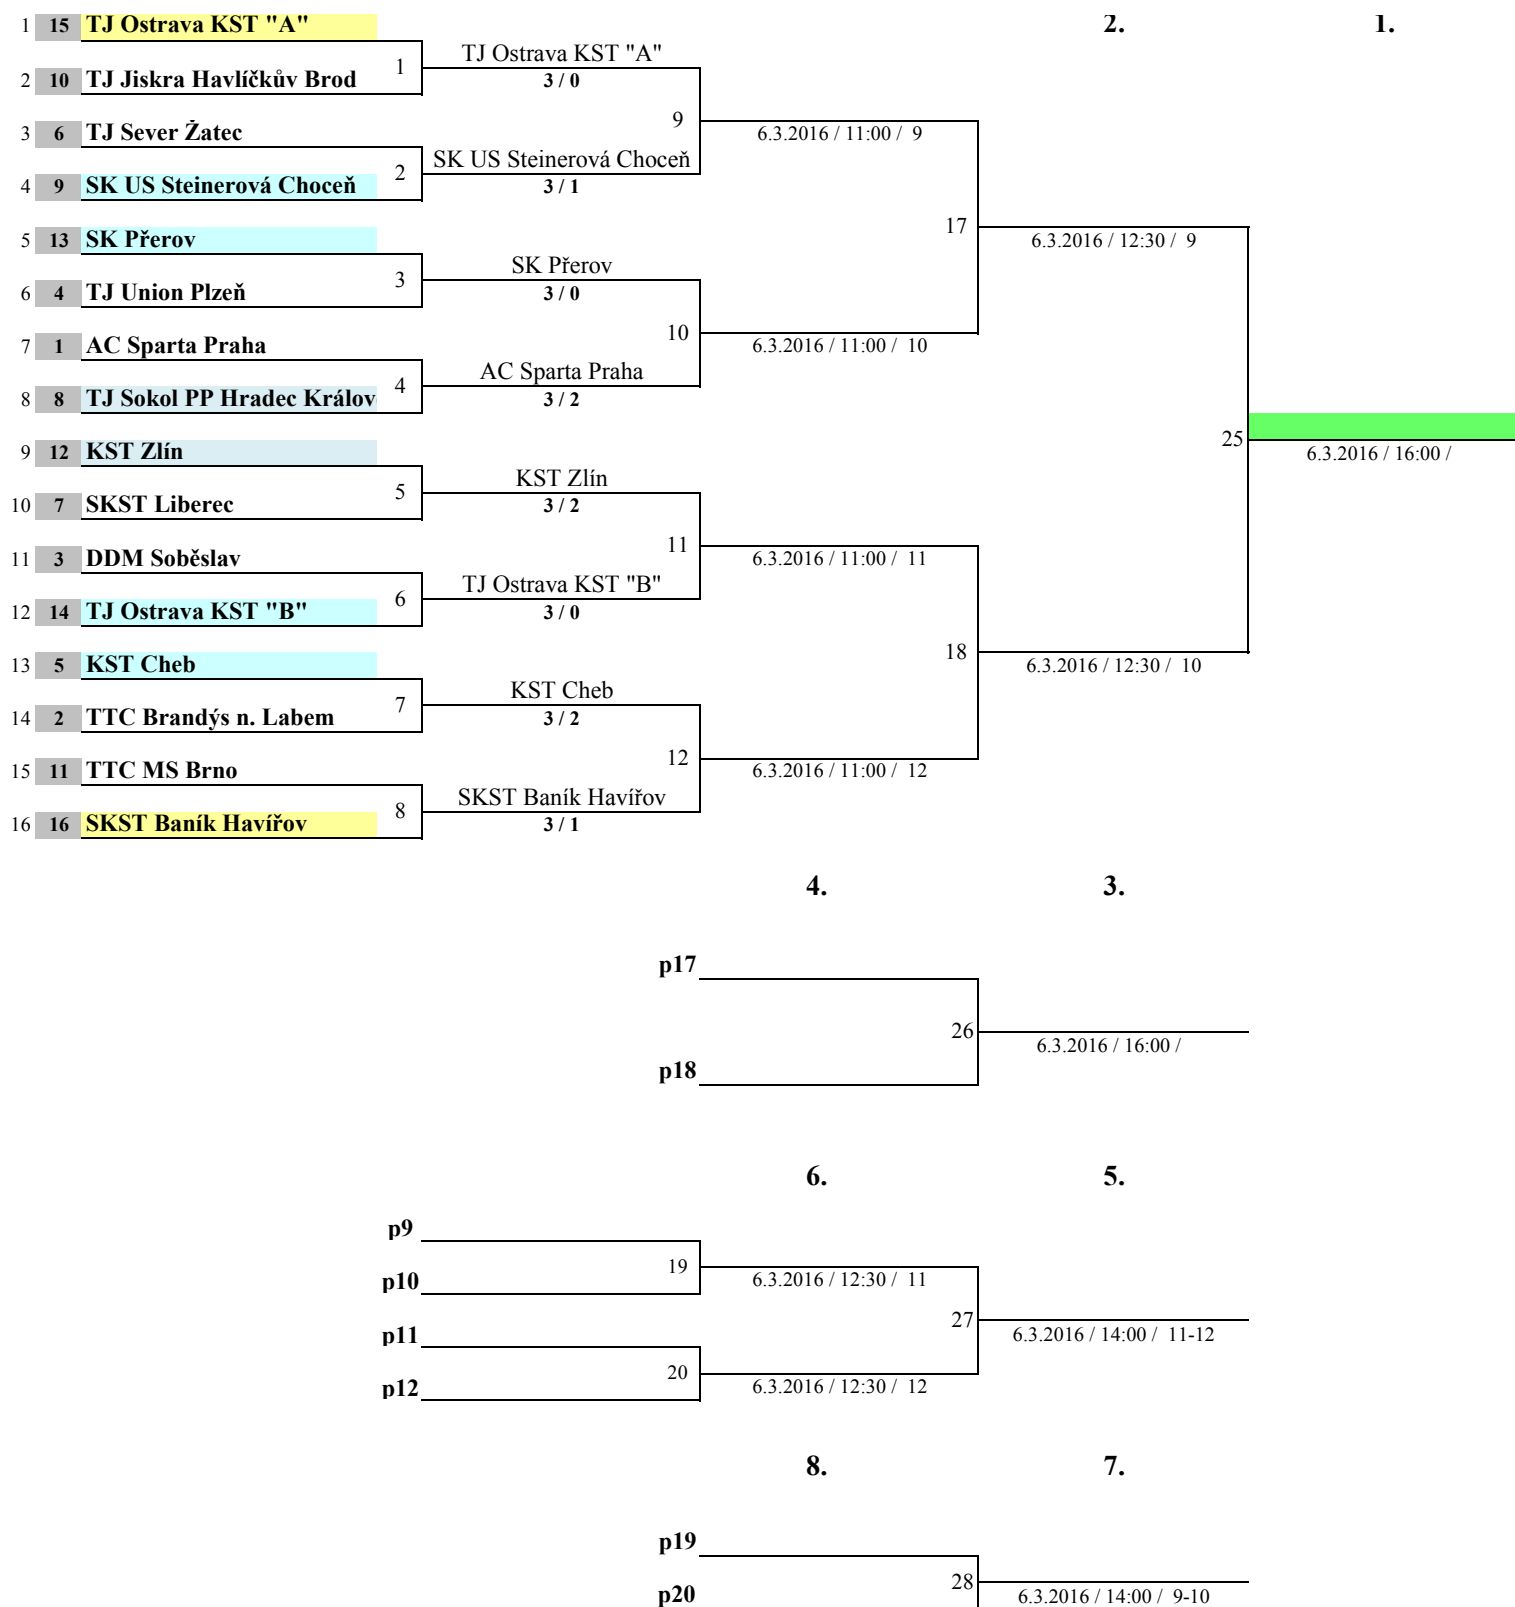 2. 1.
1 15 TJ Ostrava KST "A"
TJ Ostrava KST "A"
1
2 10 TJ Jiskra Havlíčkův Brod 3 / 0
9
3 6 TJ Sever Žatec 6.3.2016 / 11:00 / 9
SK US Steinerová Choceň
2
4 9 SK US Steinerová Choceň 3 / 1
17
5 13 SK Přerov 6.3.2016 / 12:30 / 9
SK Přerov
3
6 4 TJ Union Plzeň 3 / 0
10
7 1 AC Sparta Praha 6.3.2016 / 11:00 / 10
AC Sparta Praha
4
8 8 TJ Sokol PP Hradec Králov 3 / 2
25
9 12 KST Zlín 6.3.2016 / 16:00 /
KST Zlín
5
10 7 SKST Liberec 3 / 2
11
11 3 DDM Soběslav 6.3.2016 / 11:00 / 11
TJ Ostrava KST "B"
6
12 14 TJ Ostrava KST "B" 3 / 0
18
13 5 KST Cheb 6.3.2016 / 12:30 / 10
KST Cheb
7
14 2 TTC Brandýs n. Labem 3 / 2
12
15 11 TTC MS Brno 6.3.2016 / 11:00 / 12
SKST Baník Havířov
8
16 16 SKST Baník Havířov 3 / 1
4. 3.
p17
26
6.3.2016 / 16:00 /
p18
6. 5.
p9
19
p10 6.3.2016 / 12:30 / 11
27
p11 6.3.2016 / 14:00 / 11-12
20
p12 6.3.2016 / 12:30 / 12
8. 7.
p19
28
p20 6.3.2016 / 14:00 / 9-10